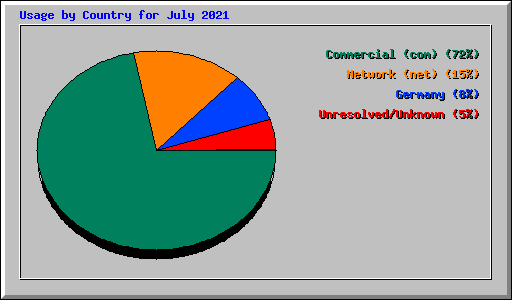 Usage by Country for July 2021
Commercial (com) (72%)
Network (net) (15%)
Germany (8%)
Unresolved/Unknown (5%)